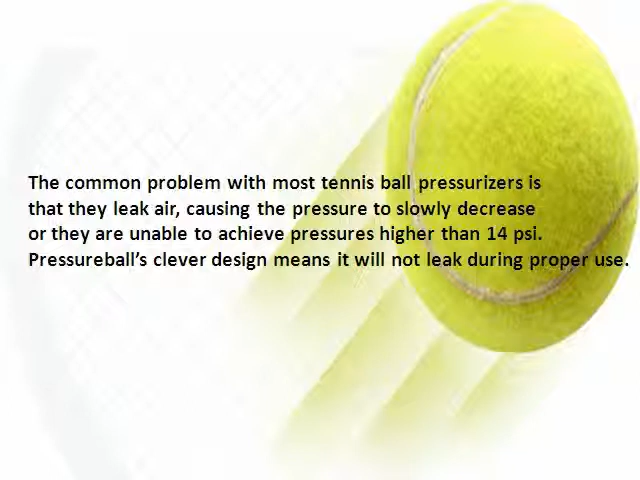 The common problem with most tennis ball pressurizers is
that they leak air, causing the pressure to slowly decrease
or they are unable to achieve pressures higher than 14 psi.
Pressureball’s clever design means it will not leak during proper use.